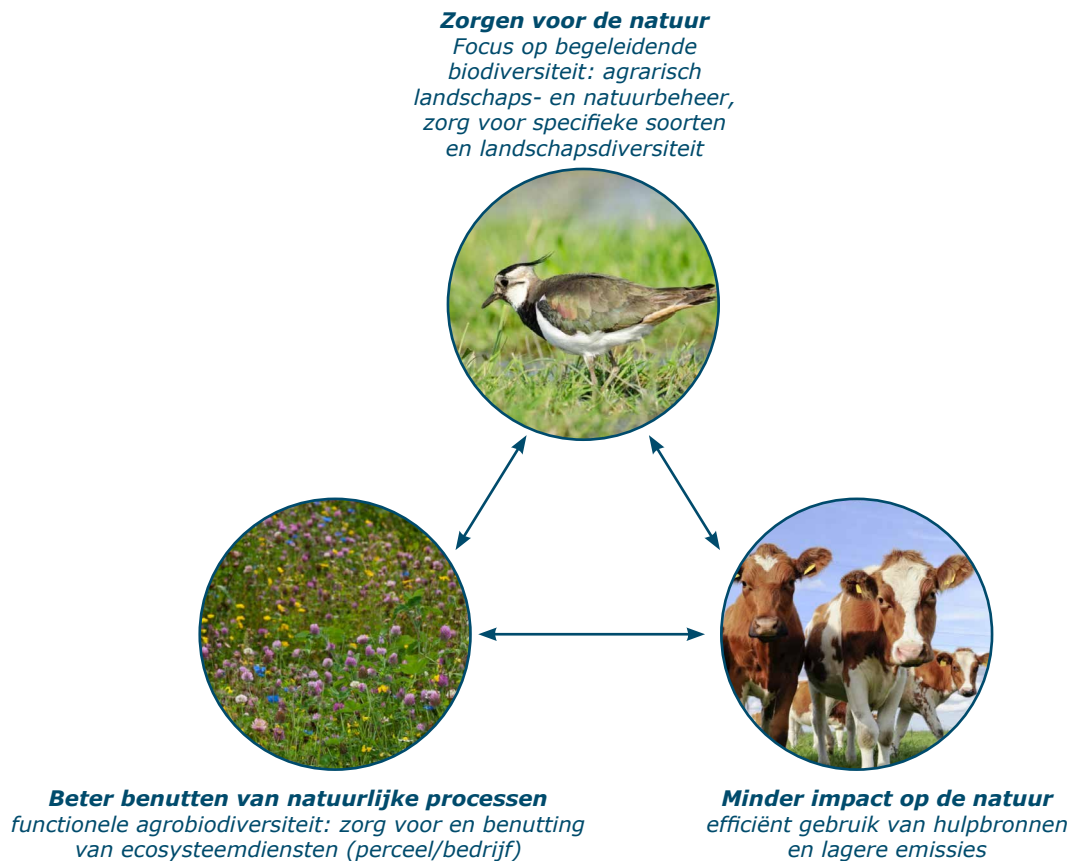 Zorgen voor de natuur
Focus op begeleidende
biodiversiteit: agrarisch
landschaps- en natuurbeheer,
zorg voor specifieke soorten
en landschapsdiversiteit
Beter benutten van natuurlijke processen
functionele agrobiodiversiteit: zorg voor en benutting
van ecosysteemdiensten (perceel/bedrijf)
Minder impact op de natuur
efficiënt gebruik van hulpbronnen
en lagere emissies